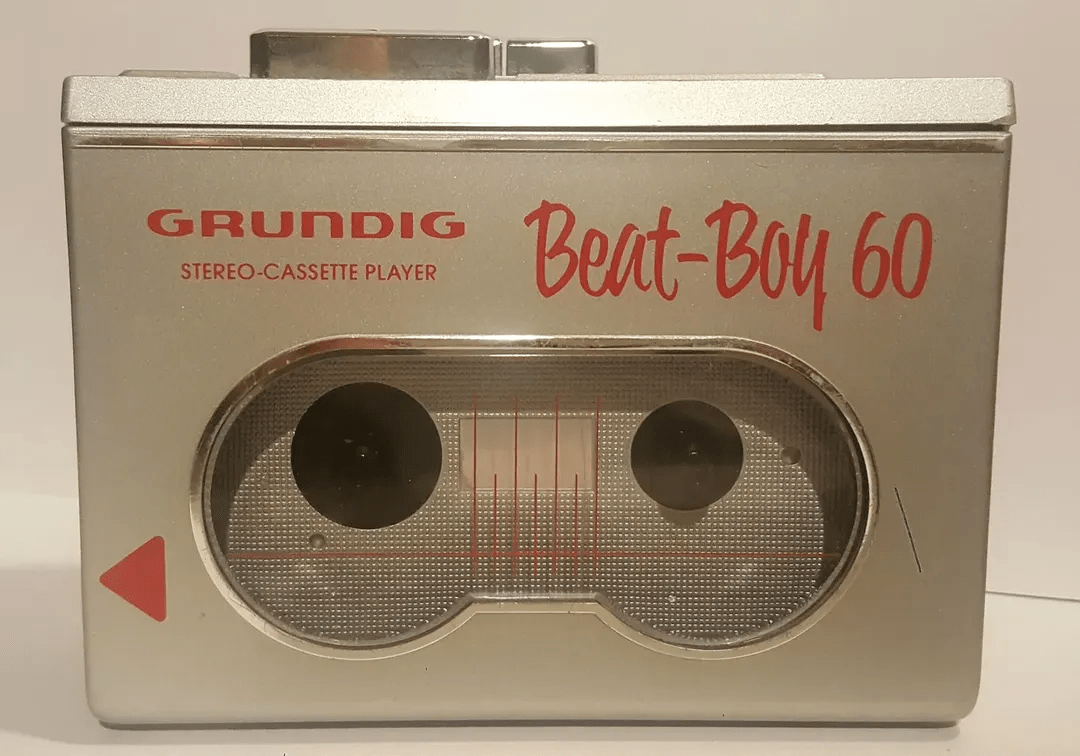 GRUNDIG
STEREO-CASSETTE PLAYER
Beat-Boy 60